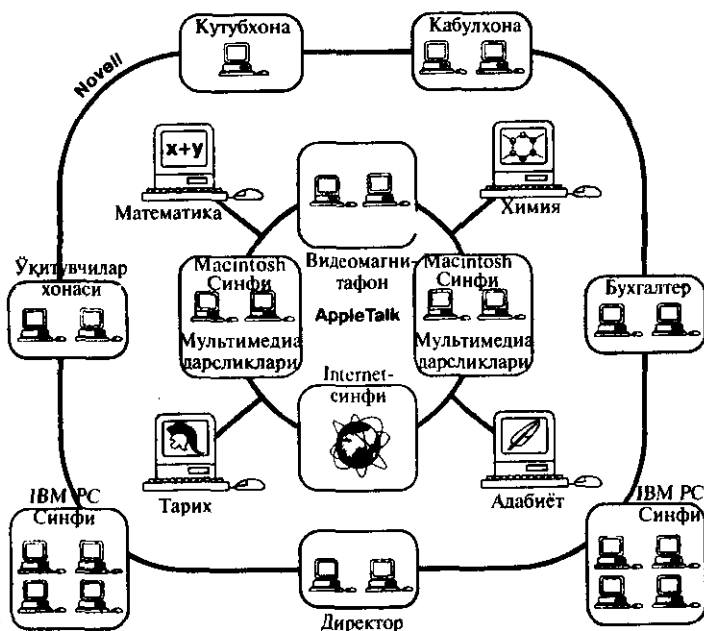 Кутубхона
Кабулхона
Novell
x+y
Математика
Химия
Ўқитувчилар
хонаси
Macintosh
Синфи
Мультимедиа
дарсликлари
Видеомагни-
тафон
AppleTalk
Macintosh
Синфи
Мультимедиа
дарсликлари
Бухгалтер
Internet-
синфи
Тарих
Адабиёт
IBM PC
Синфи
IBM PC
Синфи
Директор